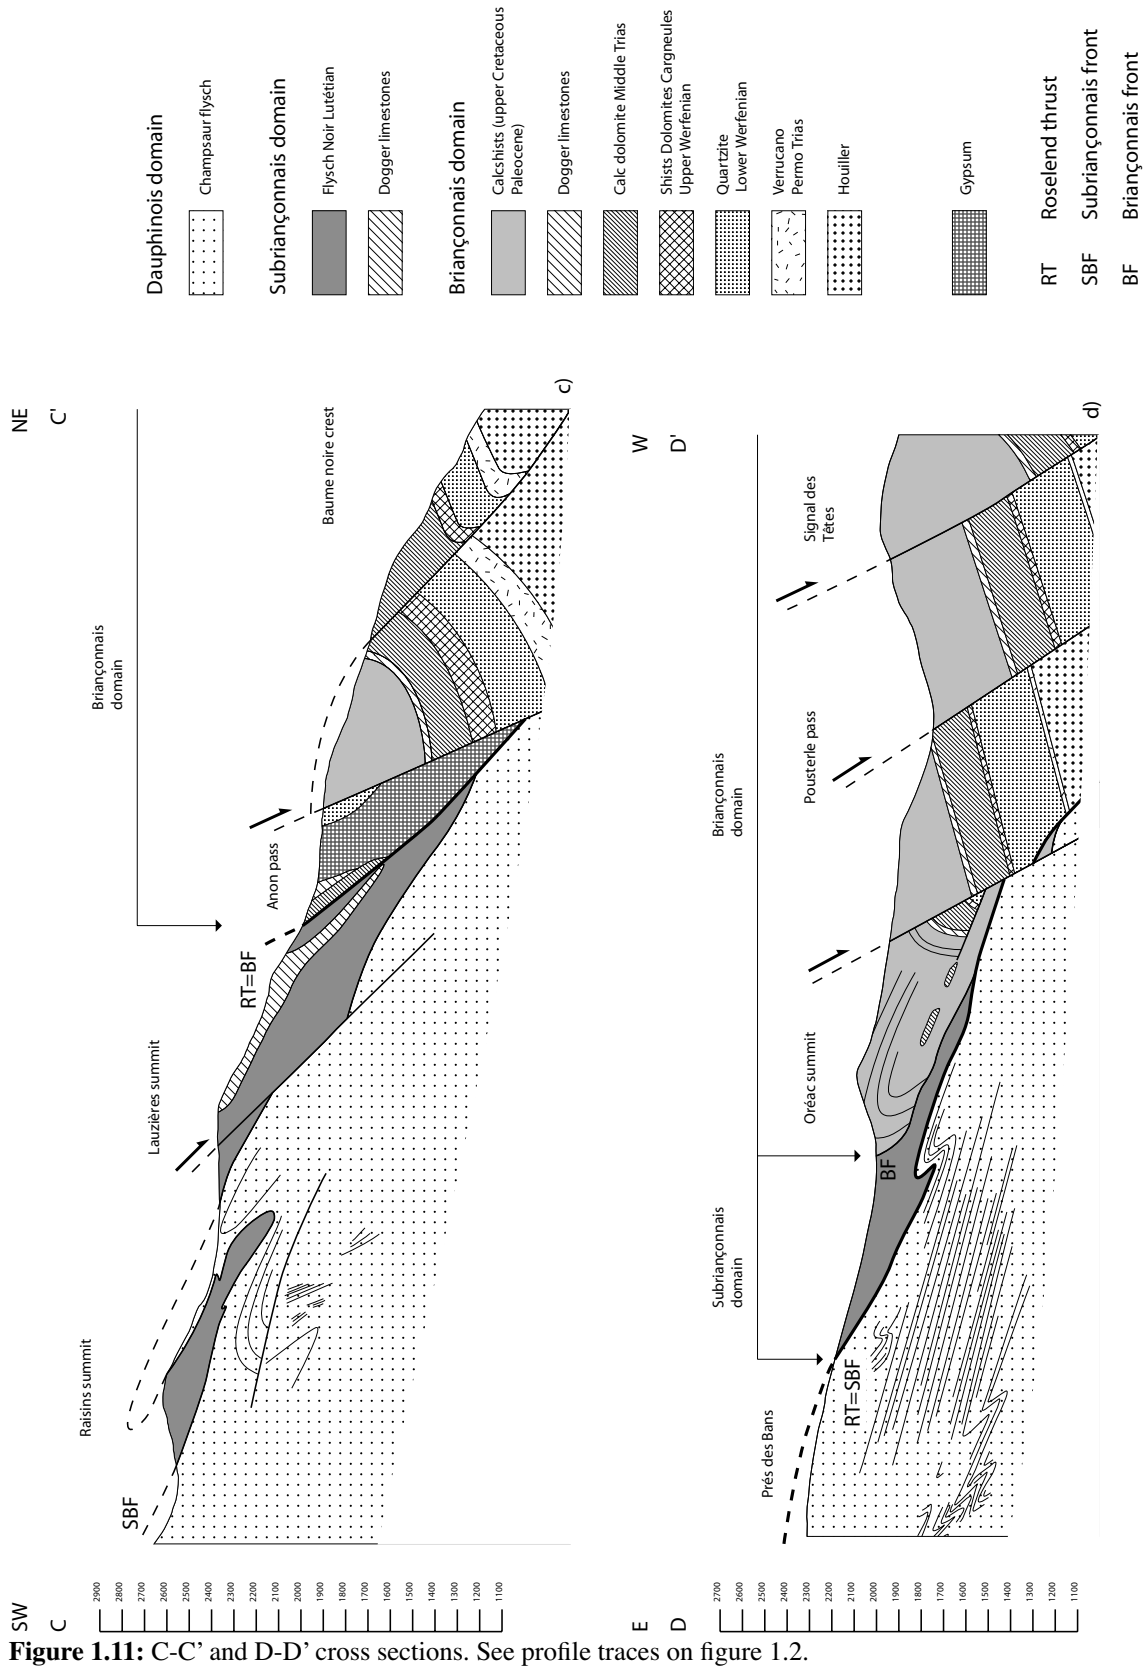 SW
NE
C
C'
2900
2800
2700
2600
2500
2400
2300
2200
2100
2000
1900
1800
1700
1600
1500
1400
1300
1200
1100
SBF
Raisins summit
Lauzières summit
RT=BF
Anon pass
Briançonnais
domain
Baume noire crest
c)
E
W
D
D'
2700
2600
2500
2400
2300
2200
2100
2000
1900
1800
1700
1600
1500
1400
1300
1200
1100
Prés des Bans
RT=SBF
Subriançonnais
domain
BF
Oréac summit
Briançonnais
domain
Pousterle pass
Signal des
Têtes
d)
Dauphinois domain
Champsaur flysch
Subriançonnais domain
Flysch Noir Lutétian
Dogger limestones
Briançonnais domain
Calcshists (upper Cretaceous
Paleocene)
Dogger limestones
Calc dolomite Middle Trias
Shists Dolomites Cargneules
Upper Werfenian
Quartzite
Lower Werfenian
Verrucano
Permo Trias
Houiller
Gypsum
RT Roselend thrust
SBF Subriançonnais front
BF Briançonnais front
Figure 1.11: C-C' and D-D' cross sections. See profile traces on figure 1.2.